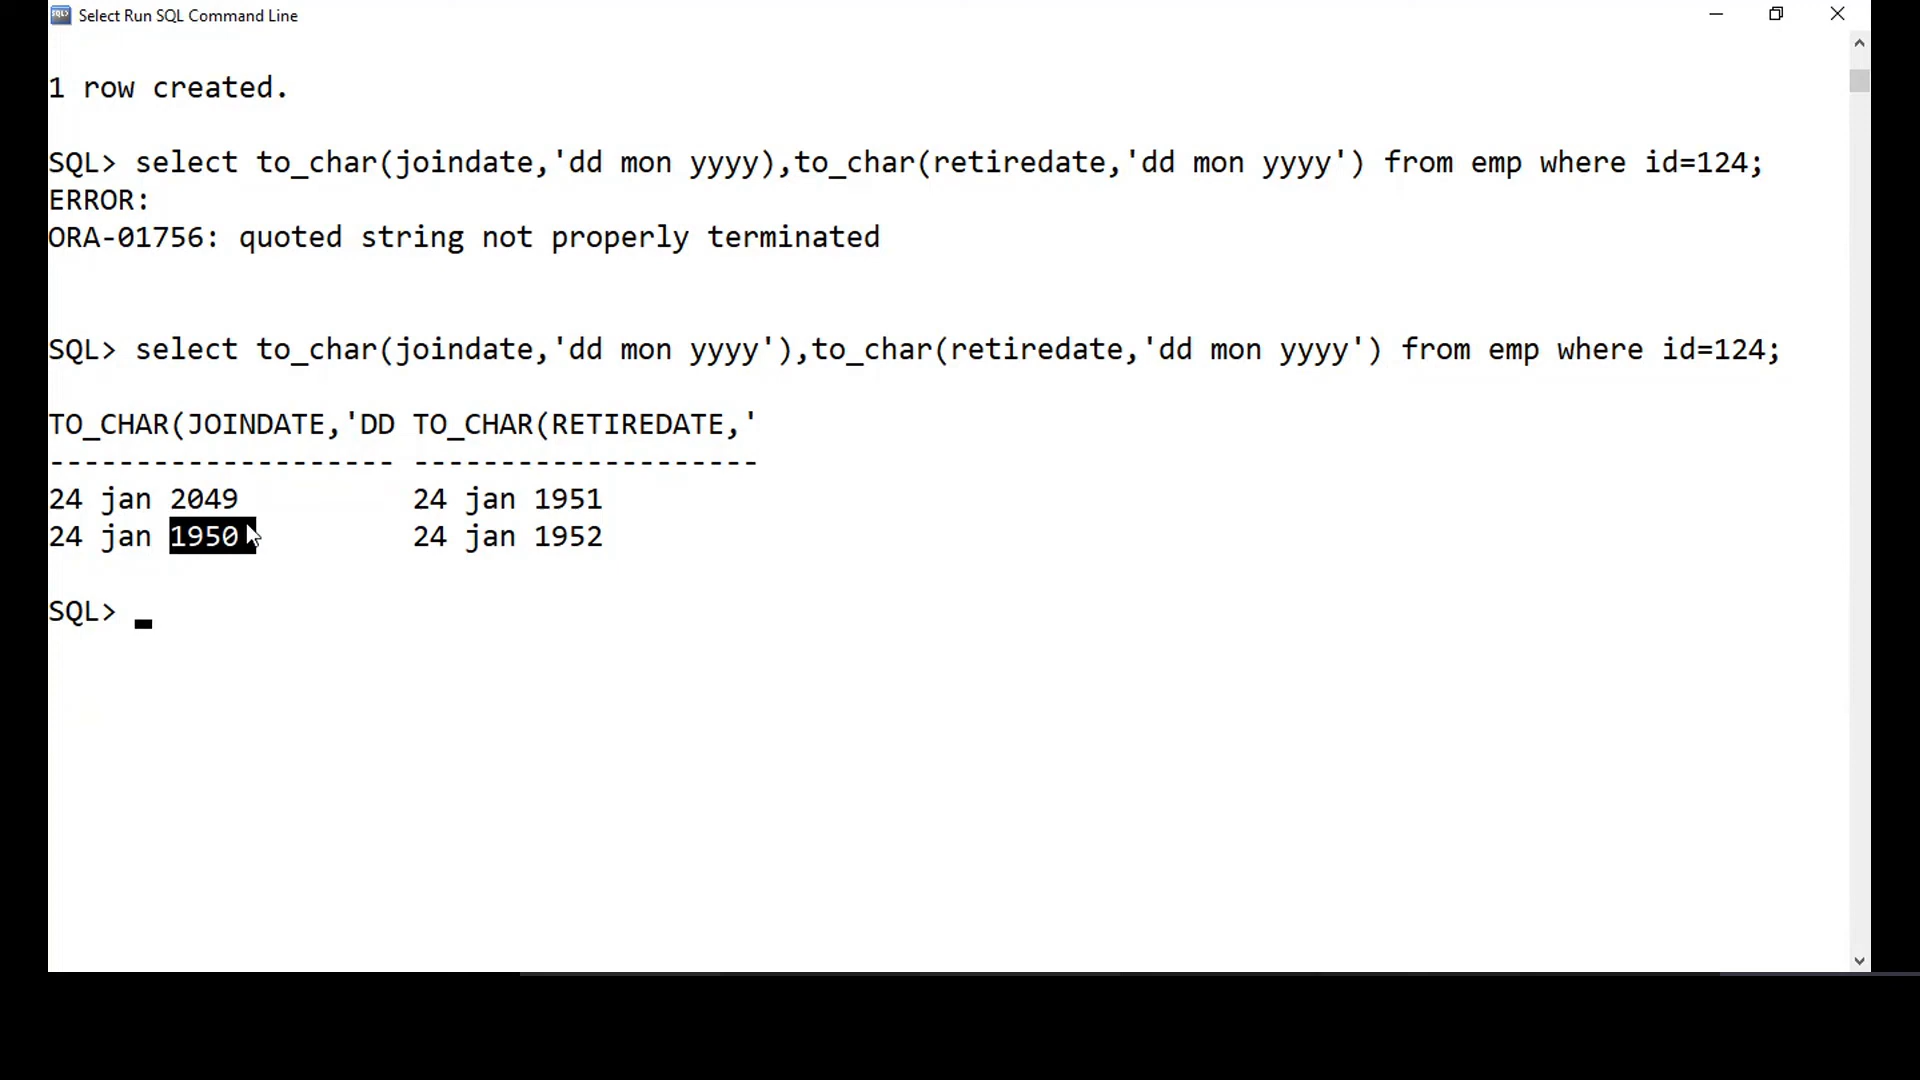 Select Run SQL Command Line
1 row created.
SQL> select to_char(joindate,'dd mon yyyy),to_char(retiredate,'dd mon yyyy') from emp where id=124;
ERROR:
ORA-01756: quoted string not properly terminated
SQL> select to_char(joindate,'dd mon yyyy'),to_char(retiredate,'dd mon yyyy') from emp where id=124;
TO_CHAR(JOINDATE,'DD TO_CHAR(RETIREDATE,'
-------------------- --------------------
24 jan 2049          24 jan 1951
24 jan 1950          24 jan 1952
SQL> _